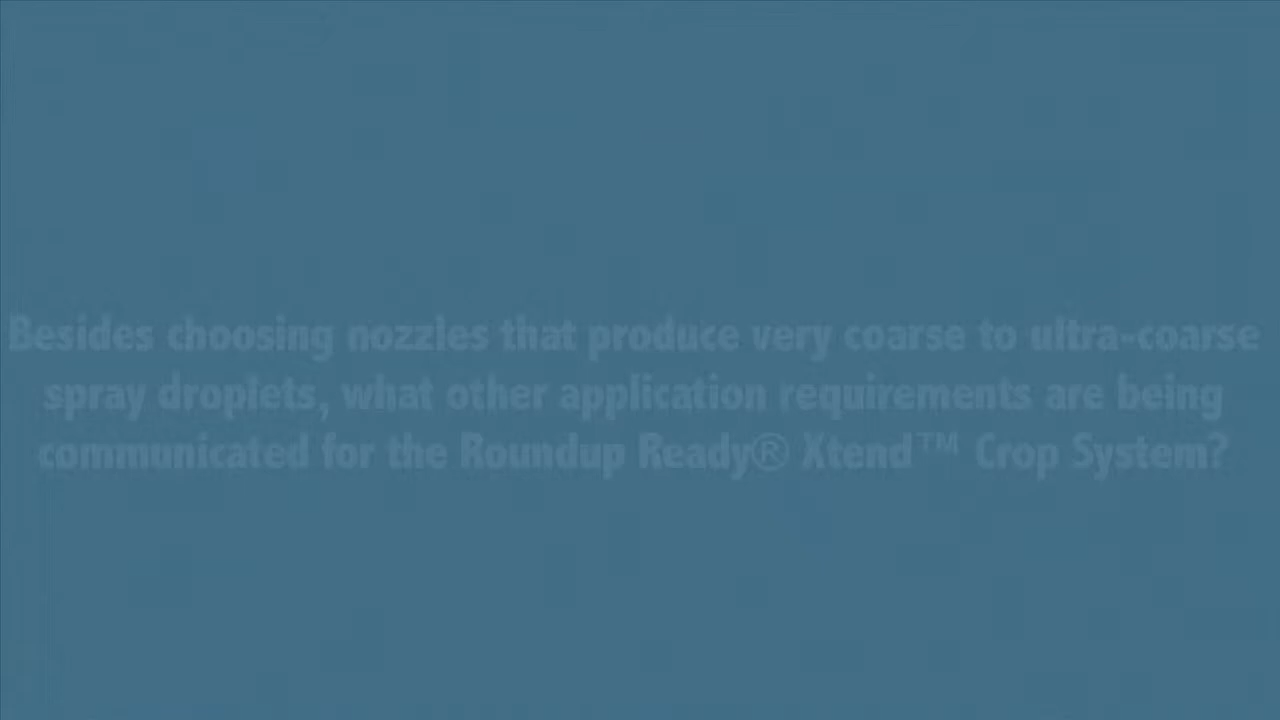 Besides choosing nozzles that produce very coarse to ultra-coarse
spray droplets, what other application requirements are being
communicated for the Roundup Ready® Xtend™ Crop System?